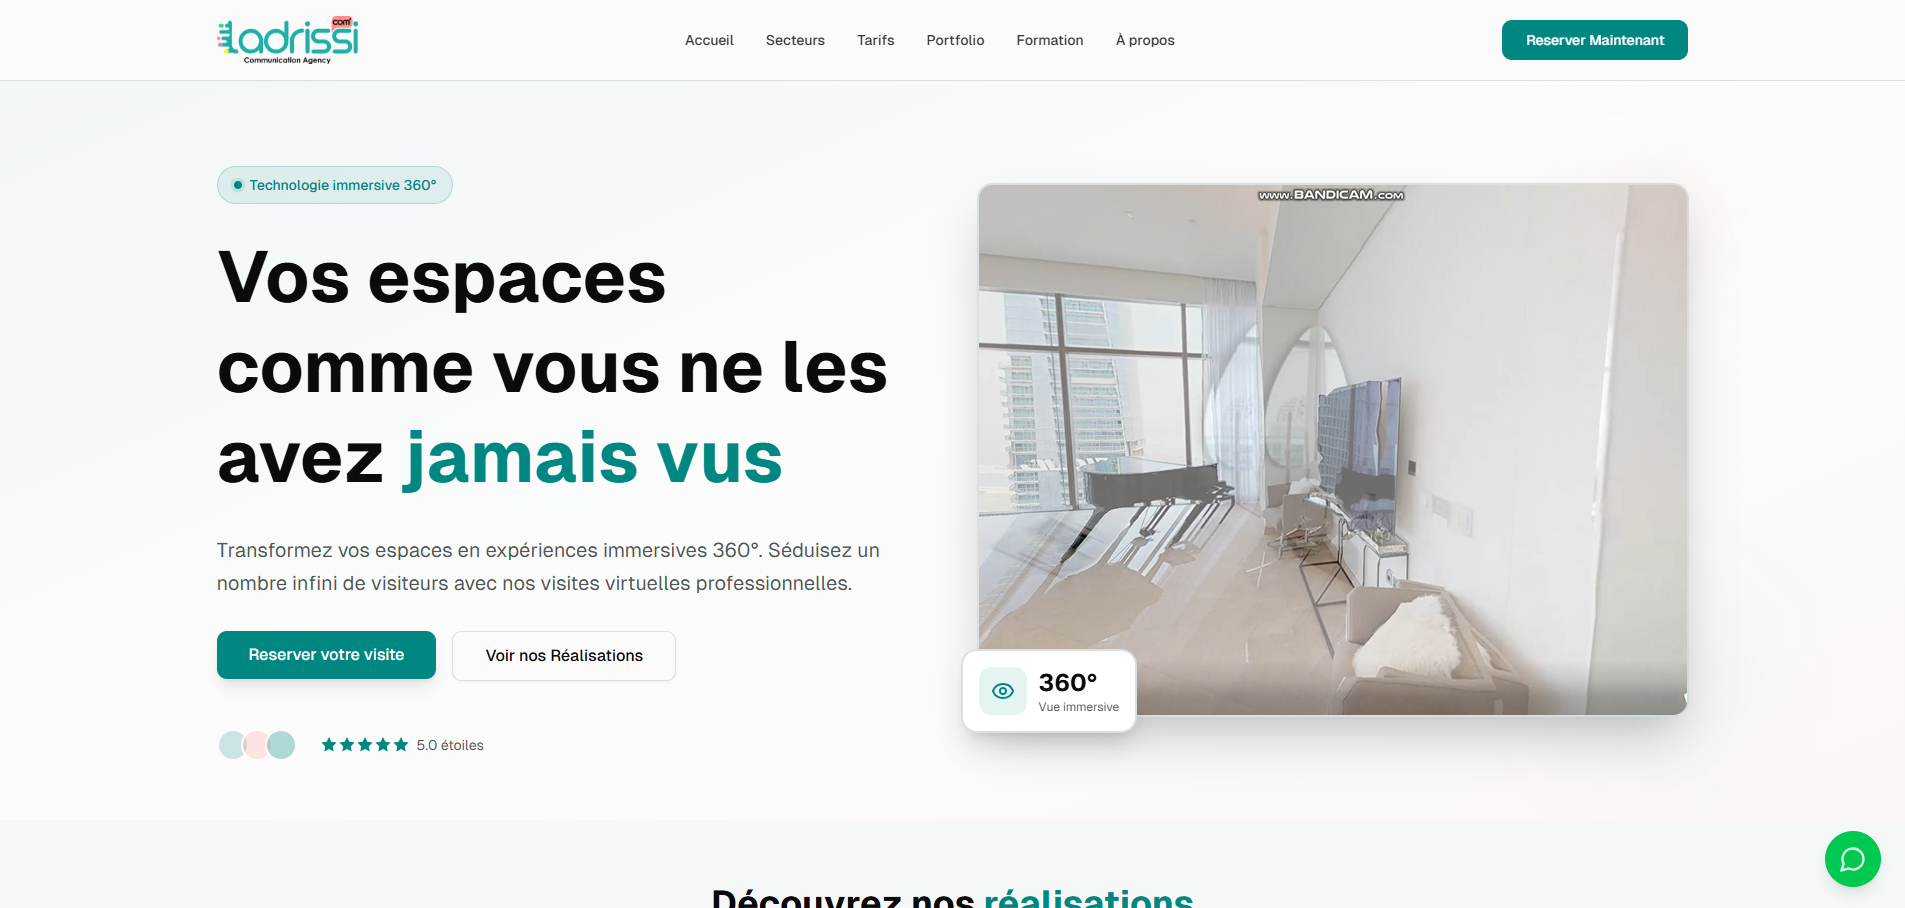 Ladrissi
com'
Communication Agency
Accueil
Secteurs
Tarifs
Portfolio
Formation
À propos
Reserver Maintenant
Technologie immersive 360°
Vos espaces
comme vous ne les
avez jamais vus
Transformez vos espaces en expériences immersives 360°. Séduisez un
nombre infini de visiteurs avec nos visites virtuelles professionnelles.
Reserver votre visite
Voir nos Réalisations
5.0 étoiles
www.BANDICAM.com
360°
Vue immersive
Découvrez nos réalisations